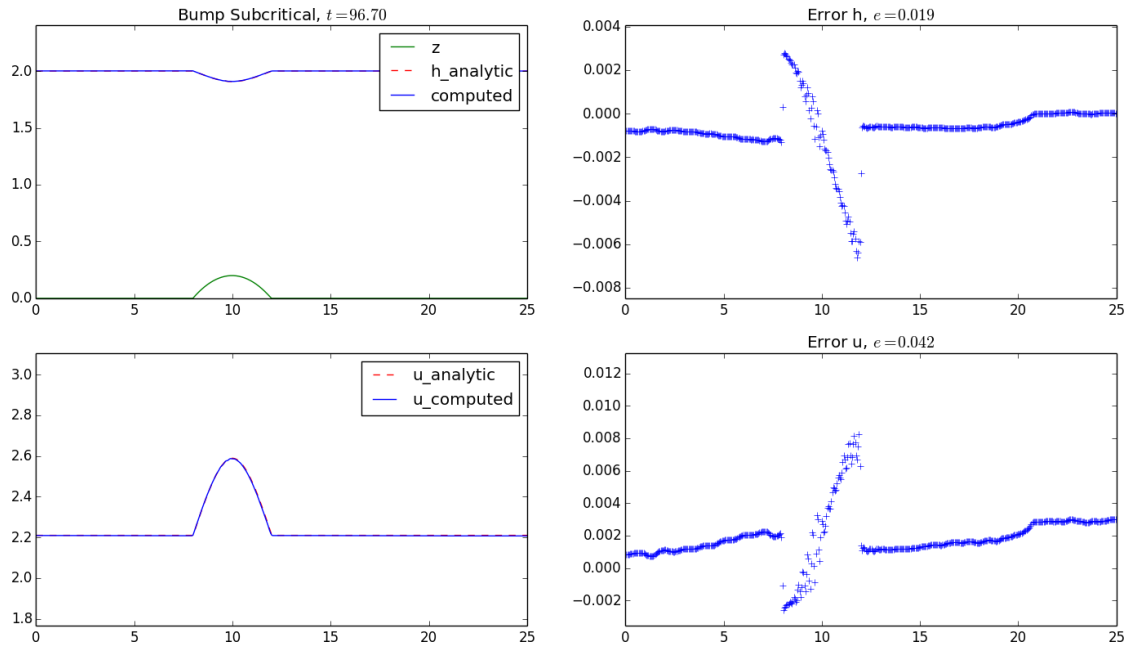 Bump Subcritical, t=96.70
2.0
1.5
1.0
0.5
0.0
0 5 10 15 20 25
z
h_analytic
computed
Error h, e=0.019
0.004
0.002
0.000
−0.002
−0.004
−0.006
−0.008
0 5 10 15 20 25
3.0
2.8
2.6
2.4
2.2
2.0
1.8
0 5 10 15 20 25
u_analytic
u_computed
Error u, e=0.042
0.012
0.010
0.008
0.006
0.004
0.002
0.000
−0.002
0 5 10 15 20 25